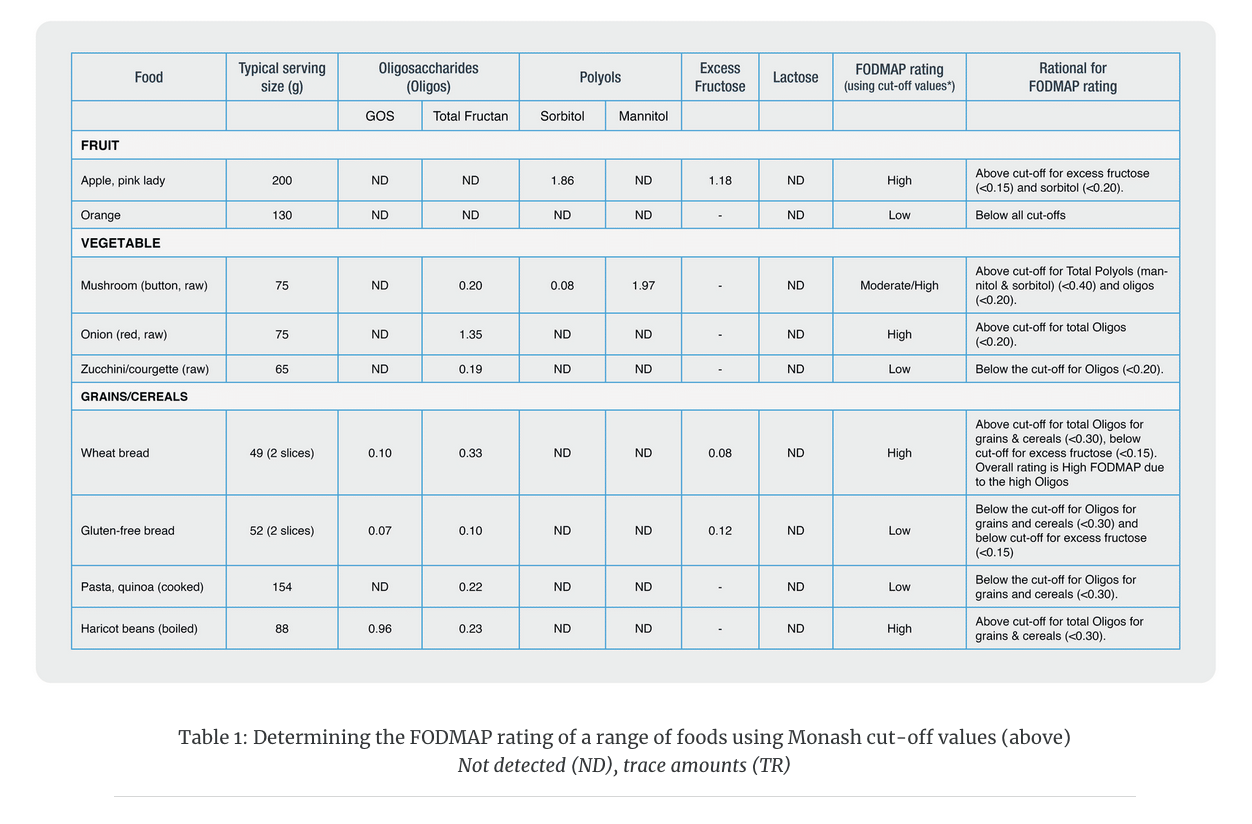 Food Typical serving size (g) Oligosaccharides (Oligos) Polyols Excess Fructose Lactose FODMAP rating (using cut-off values*) Rational for FODMAP rating
GOS Total Fructan Sorbitol Mannitol
FRUIT
Apple, pink lady 200 ND ND 1.86 ND 1.18 ND High Above cut-off for excess fructose
(<0.15) and sorbitol (<0.20).
Orange 130 ND ND ND ND - ND Low Below all cut-offs
VEGETABLE
Mushroom (button, raw) 75 ND 0.20 0.08 1.97 - ND Moderate/High Above cut-off for Total Polyols (man-
nitol & sorbitol) (<0.40) and oligos
(<0.20).
Onion (red, raw) 75 ND 1.35 ND ND - ND High Above cut-off for total Oligos
(<0.20).
Zucchini/courgette (raw) 65 ND 0.19 ND ND - ND Low Below the cut-off for Oligos (<0.20).
GRAINS/CEREALS
Wheat bread 49 (2 slices) 0.10 0.33 ND ND 0.08 ND High Above cut-off for total Oligos for
grains & cereals (<0.30), below
cut-off for excess fructose (<0.15).
Overall rating is High FODMAP due
to the high Oligos
Gluten-free bread 52 (2 slices) 0.07 0.10 ND ND 0.12 ND Low Below the cut-off for Oligos for
grains and cereals (<0.30) and
below cut-off for excess fructose
(<0.15)
Pasta, quinoa (cooked) 154 ND 0.22 ND ND - ND Low Below the cut-off for Oligos for
grains and cereals (<0.30).
Haricot beans (boiled) 88 0.96 0.23 ND ND - ND High Above cut-off for total Oligos for
grains & cereals (<0.30).
Table 1: Determining the FODMAP rating of a range of foods using Monash cut-off values (above)
Not detected (ND), trace amounts (TR)